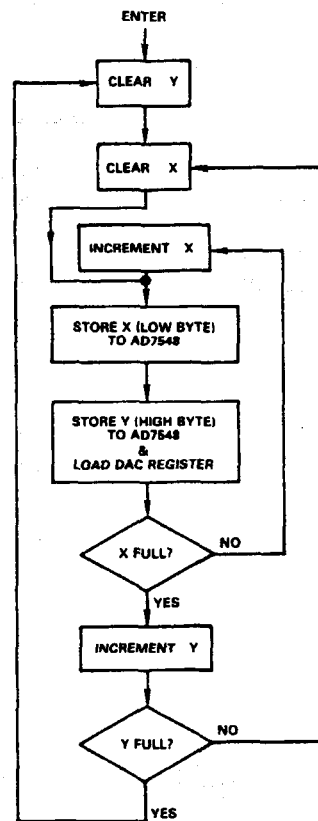 ENTER
CLEAR Y
CLEAR X
INCREMENT X
STORE X (LOW BYTE)
TO AD7548
STORE Y (HIGH BYTE)
TO AD7548
&
LOAD DAC REGISTER
X FULL?
NO
YES
INCREMENT Y
Y FULL?
NO
YES